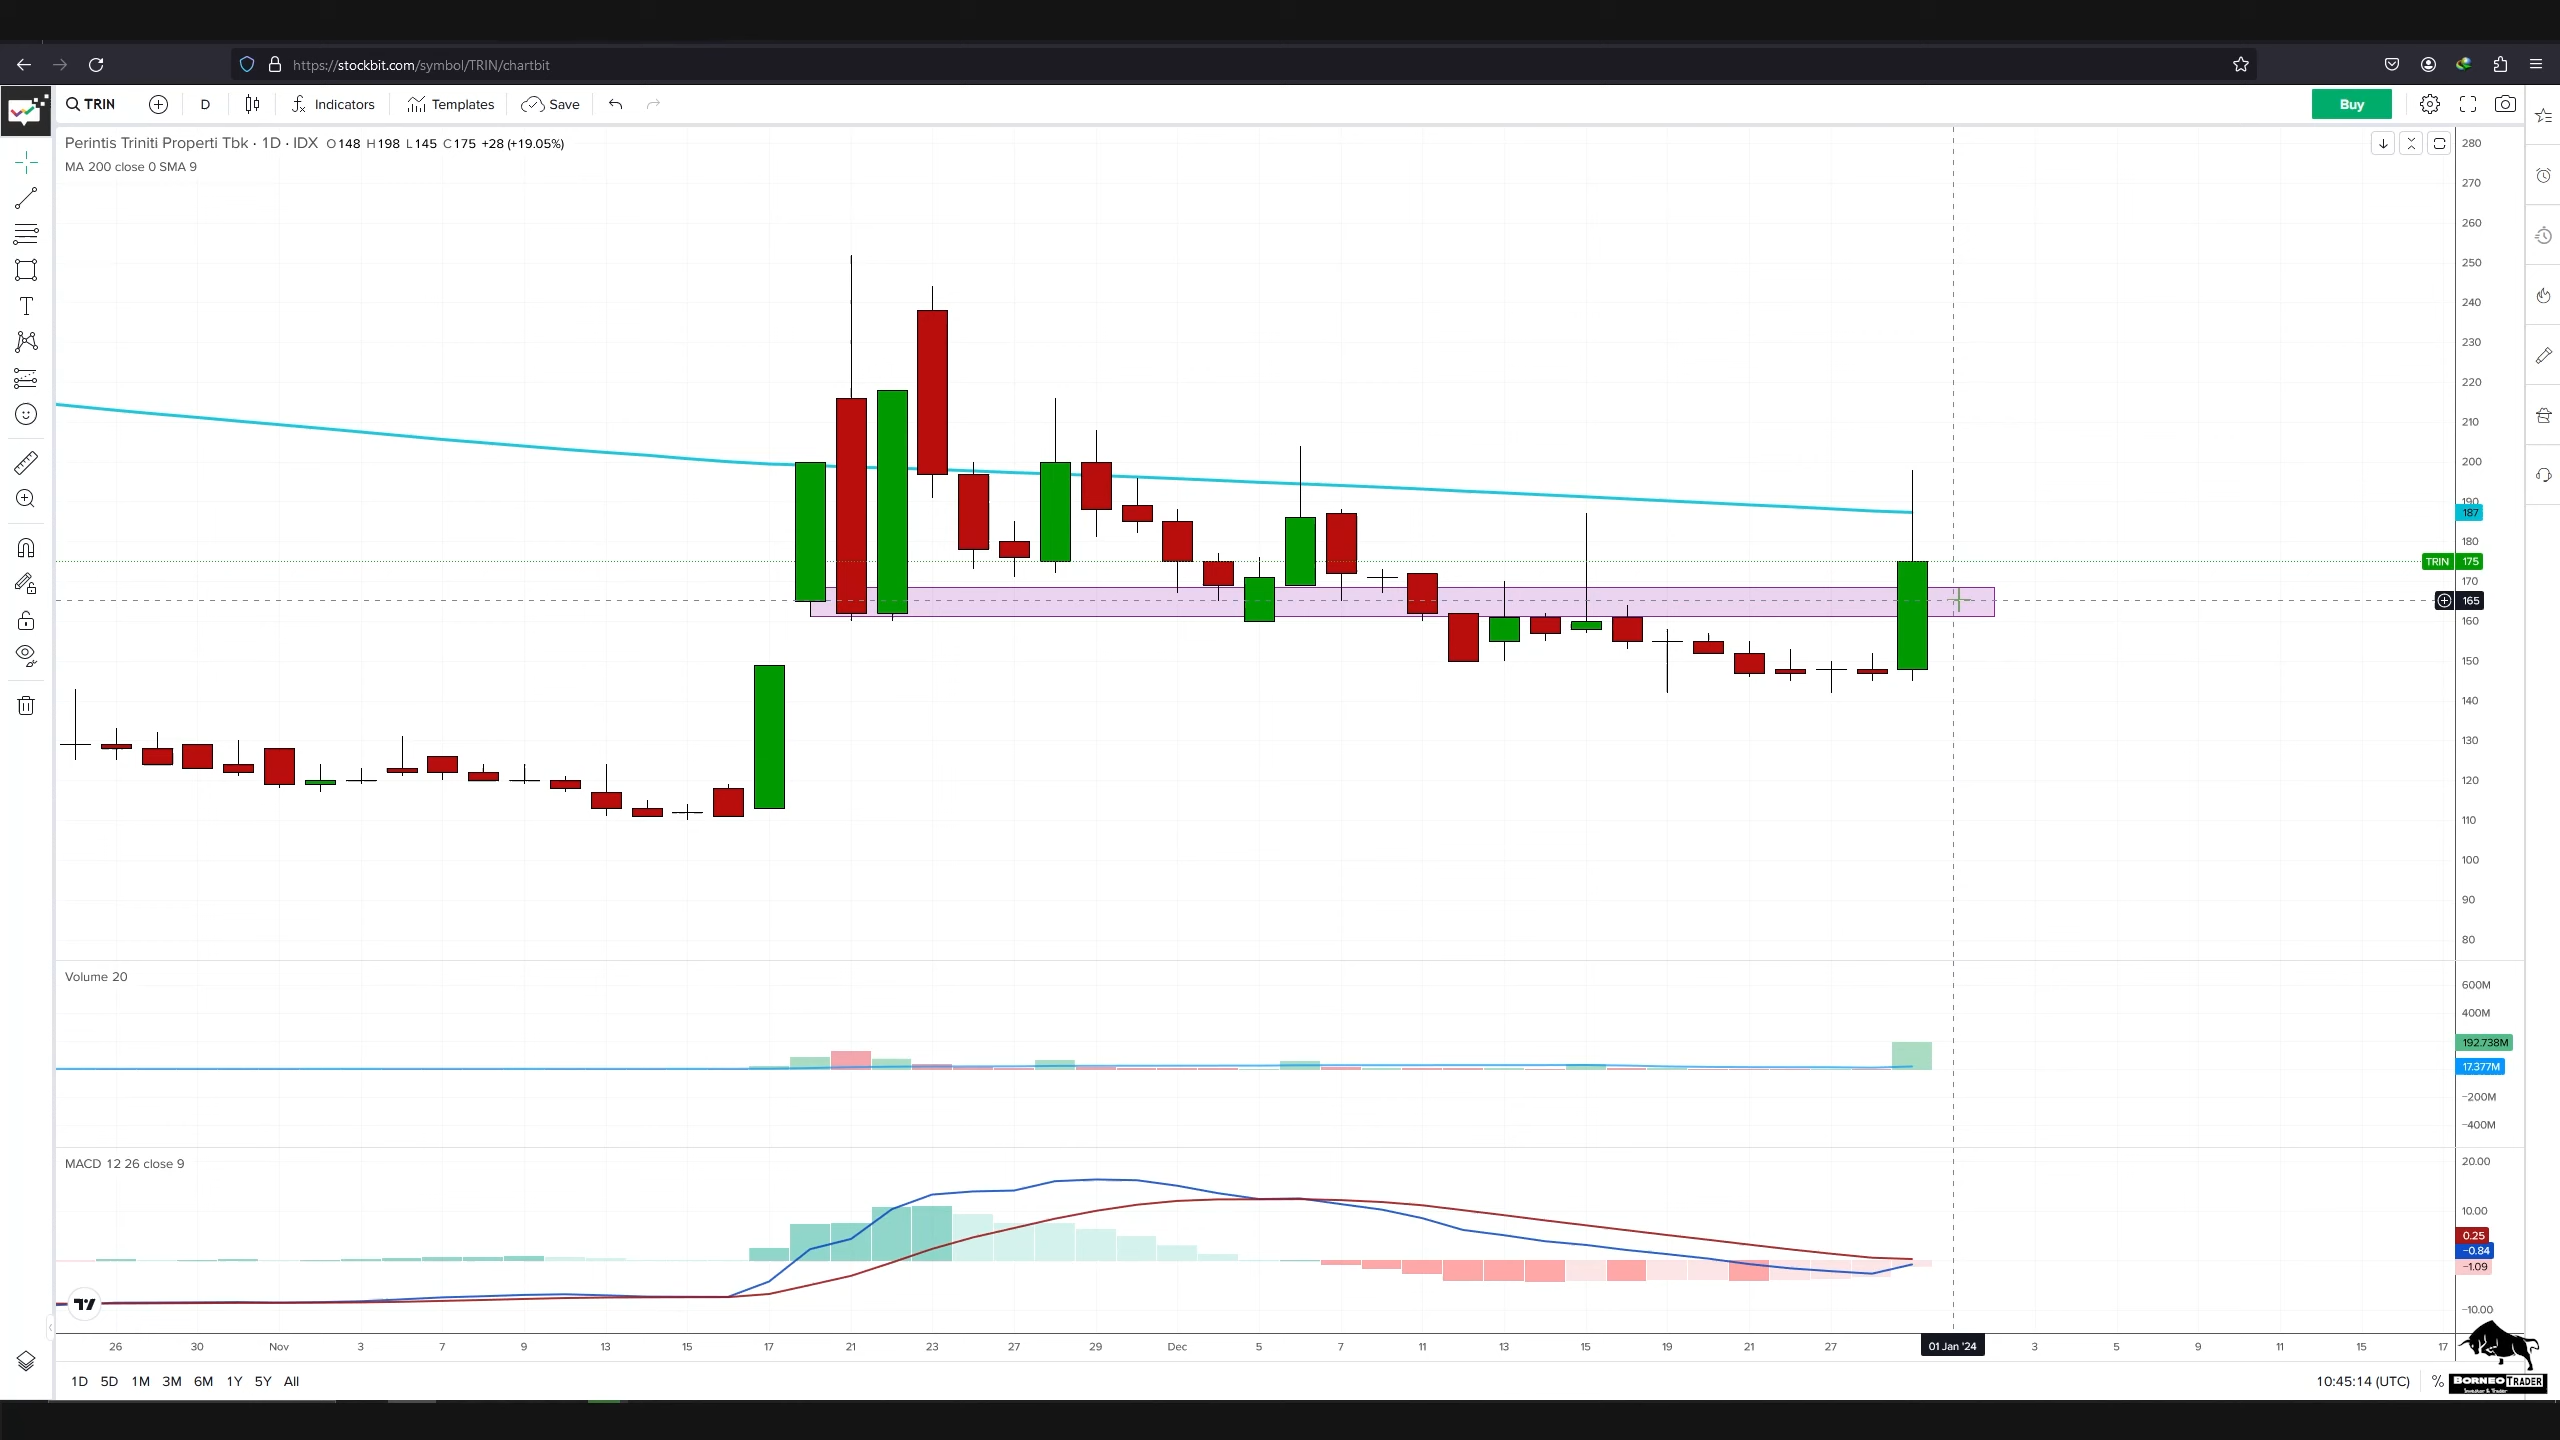 https://stockbit.com/symbol/TRIN/chartbit
TRIN D Indicators Templates Save Buy
Perintis Triniti Properti Tbk · 1D · IDX O148 H198 L145 C175 +28 (+19.05%)
MA 200 close 0 SMA 9
280
270
260
250
240
230
220
210
200
190
187
180
TRIN 175
170
165
160
150
140
130
120
110
100
90
80
Volume 20
600M
400M
192.738M
17.377M
−200M
−400M
MACD 12 26 close 9
20.00
10.00
0.25
−0.84
−1.09
−10.00
26 30 Nov 3 7 9 13 15 17 21 23 27 29 Dec 5 7 11 13 15 19 21 27 01 Jan '24 3 5 9 11 15 17
1D 5D 1M 3M 6M 1Y 5Y All 10:45:14 (UTC) %
BORNEO TRADER
Investor & Trader